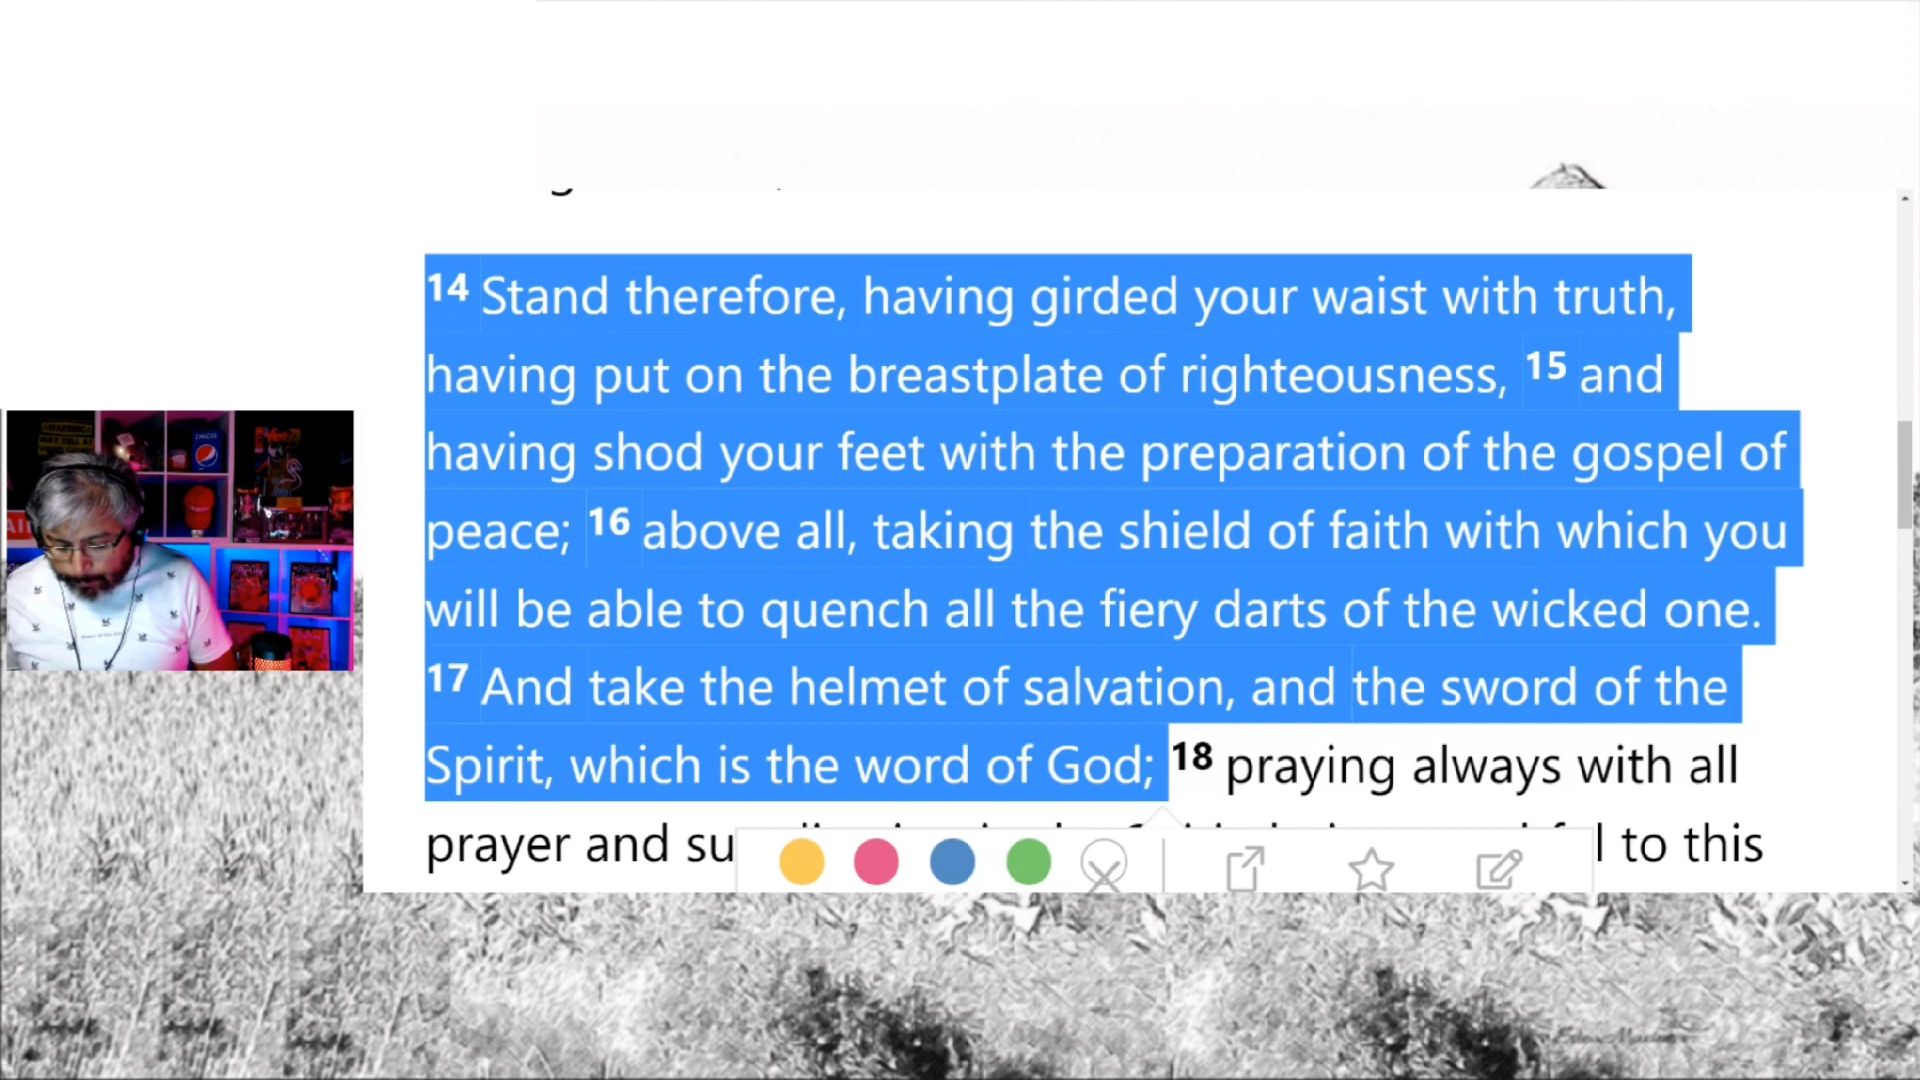 14 Stand therefore, having girded your waist with truth,
having put on the breastplate of righteousness, 15 and
having shod your feet with the preparation of the gospel of
peace; 16 above all, taking the shield of faith with which you
will be able to quench all the fiery darts of the wicked one.
17 And take the helmet of salvation, and the sword of the
Spirit, which is the word of God; 18 praying always with all
prayer and su
to this
pepsi